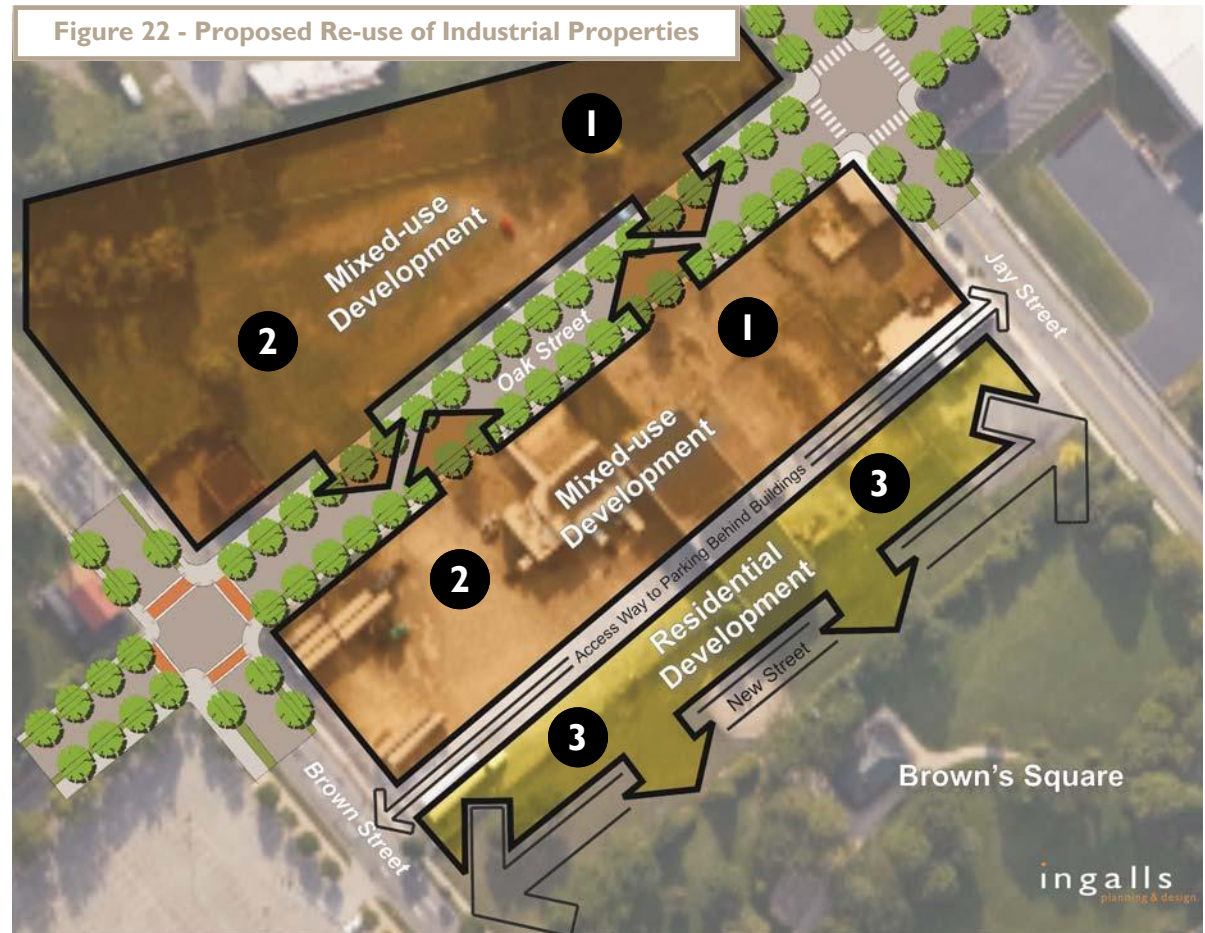 Figure 22 - Proposed Re-use of Industrial Properties
1
Mixed-use
Development
2
Oak Street
Jay Street
1
Mixed-use
Development
2
Access Way to Parking Behind Buildings
3
Residential
Development
New Street
3
Brown Street
Brown's Square
ingalls
planning & design